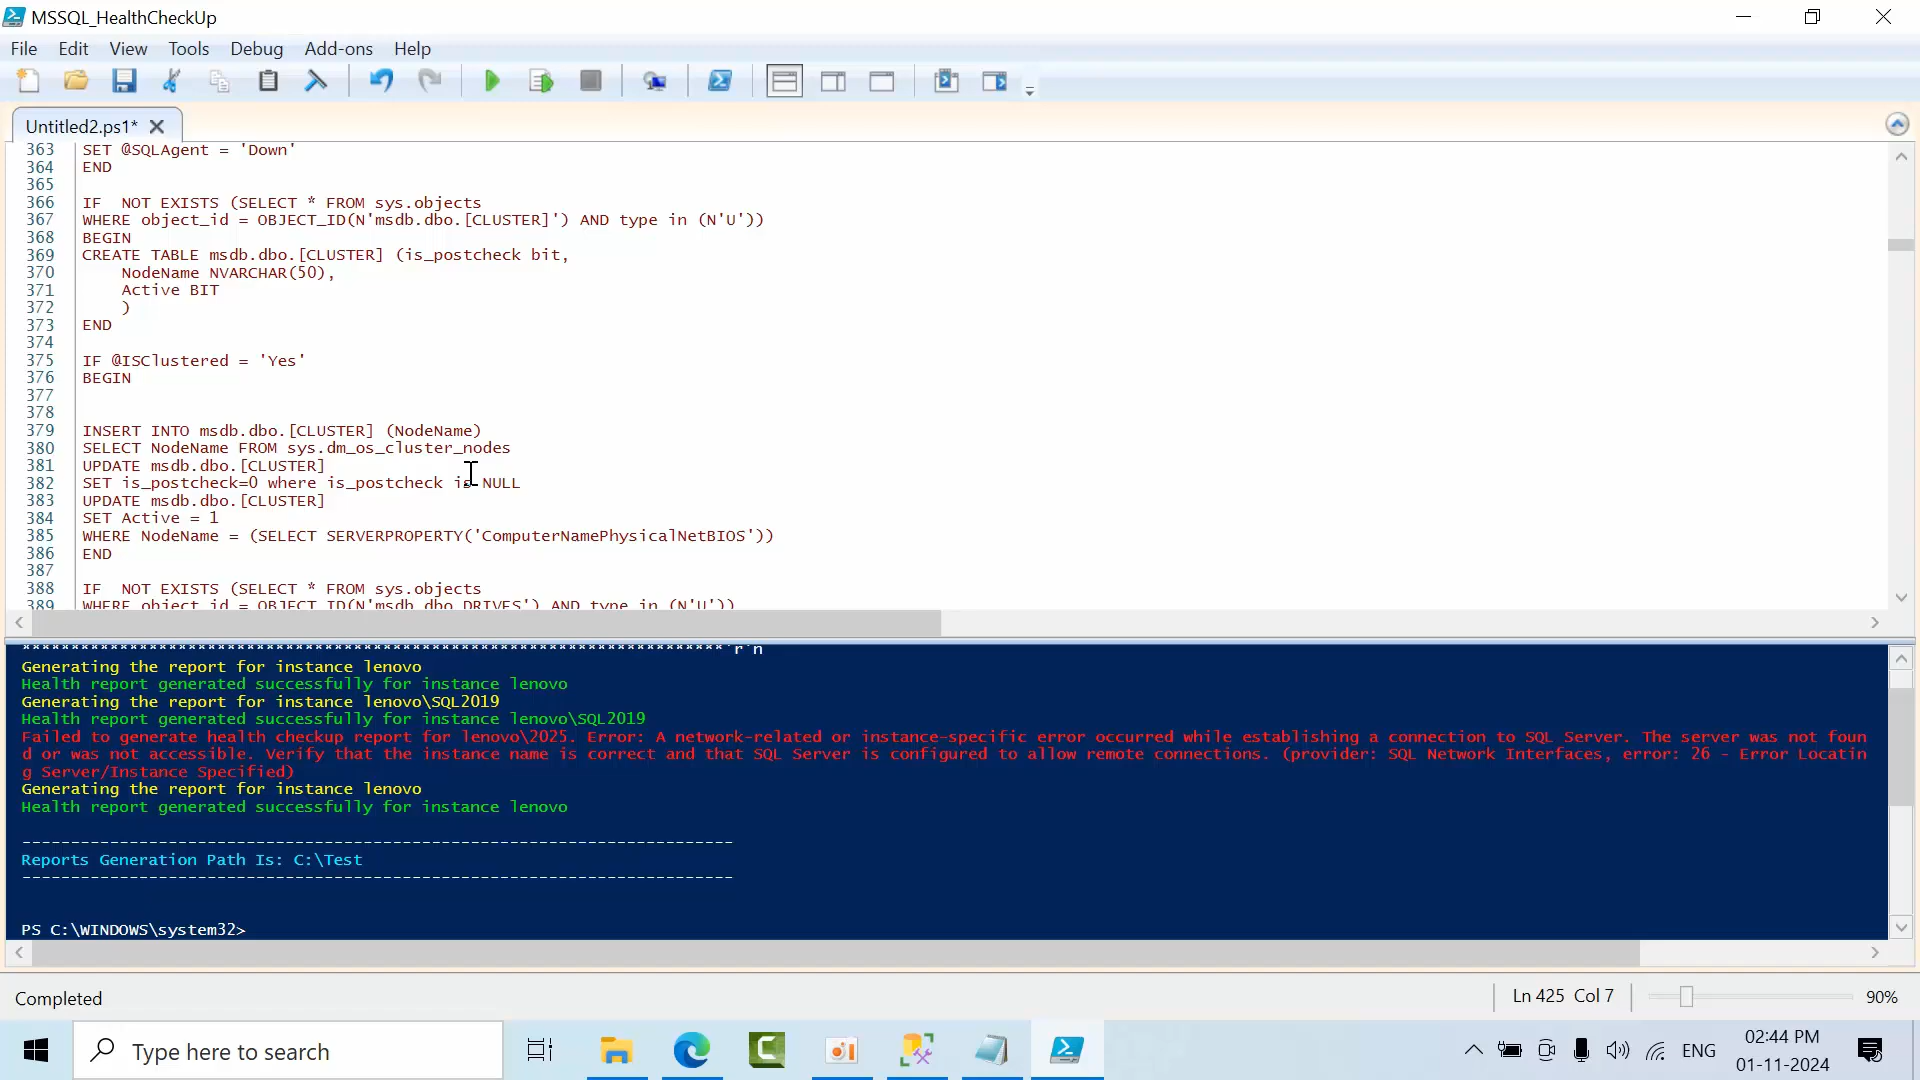 MSSQL_HealthCheckUp
File Edit View Tools Debug Add-ons Help
Untitled2.ps1*
363 SET @SQLAgent = 'Down'
364 END
365
366 IF  NOT EXISTS (SELECT * FROM sys.objects
367 WHERE object_id = OBJECT_ID(N'msdb.dbo.[CLUSTER]') AND type in (N'U'))
368 BEGIN
369 CREATE TABLE msdb.dbo.[CLUSTER] (is_postcheck bit,
370     NodeName NVARCHAR(50),
371     Active BIT
372     )
373 END
374
375 IF @ISClustered = 'Yes'
376 BEGIN
377
378
379 INSERT INTO msdb.dbo.[CLUSTER] (NodeName)
380 SELECT NodeName FROM sys.dm_os_cluster_nodes
381 UPDATE msdb.dbo.[CLUSTER]
382 SET is_postcheck=0 where is_postcheck is NULL
383 UPDATE msdb.dbo.[CLUSTER]
384 SET Active = 1
385 WHERE NodeName = (SELECT SERVERPROPERTY('ComputerNamePhysicalNetBIOS'))
386 END
387
388 IF  NOT EXISTS (SELECT * FROM sys.objects
389 WHERE object_id = OBJECT_ID(N'msdb.dbo.DRIVES') AND type in (N'U'))
************************************************************************`r`n
Generating the report for instance lenovo
Health report generated successfully for instance lenovo
Generating the report for instance lenovo\SQL2019
Health report generated successfully for instance lenovo\SQL2019
Failed to generate health checkup report for lenovo\2025. Error: A network-related or instance-specific error occurred while establishing a connection to SQL Server. The server was not foun
d or was not accessible. Verify that the instance name is correct and that SQL Server is configured to allow remote connections. (provider: SQL Network Interfaces, error: 26 - Error Locatin
g Server/Instance Specified)
Generating the report for instance lenovo
Health report generated successfully for instance lenovo
-------------------------------------------------------------------------
Reports Generation Path Is: C:\Test
-------------------------------------------------------------------------
PS C:\WINDOWS\system32>
Completed Ln 425 Col 7 90%
Type here to search ENG 02:44 PM
01-11-2024